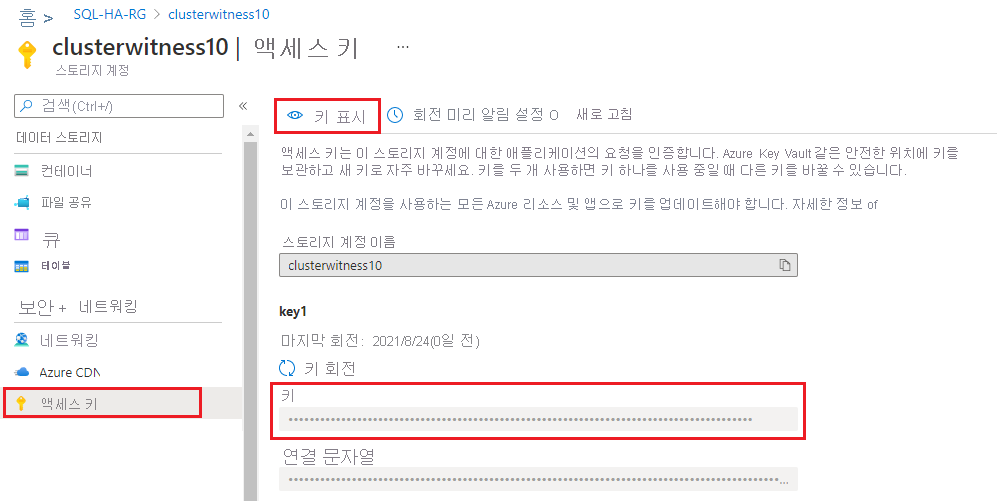 홈 > SQL-HA-RG > clusterwitness10
clusterwitness10 | 액세스 키 ...
스토리지 계정
검색(Ctrl+/) «
데이터 스토리지
컨테이너
파일 공유
큐
테이블
보안 + 네트워킹
네트워킹
Azure CDN
액세스 키
키 표시 회전 미리 알림 설정 O 새로 고침
액세스 키는 이 스토리지 계정에 대한 애플리케이션의 요청을 인증합니다. Azure Key Vault 같은 안전한 위치에 키를
보관하고 새 키로 자주 바꾸세요. 키를 두 개 사용하면 키 하나를 사용 중일 때 다른 키를 바꿀 수 있습니다.
이 스토리지 계정을 사용하는 모든 Azure 리소스 및 앱으로 키를 업데이트해야 합니다. 자세한 정보 of
스토리지 계정 이름
clusterwitness10
key1
마지막 회전: 2021/8/24(0일 전)
키 회전
키
연결 문자열